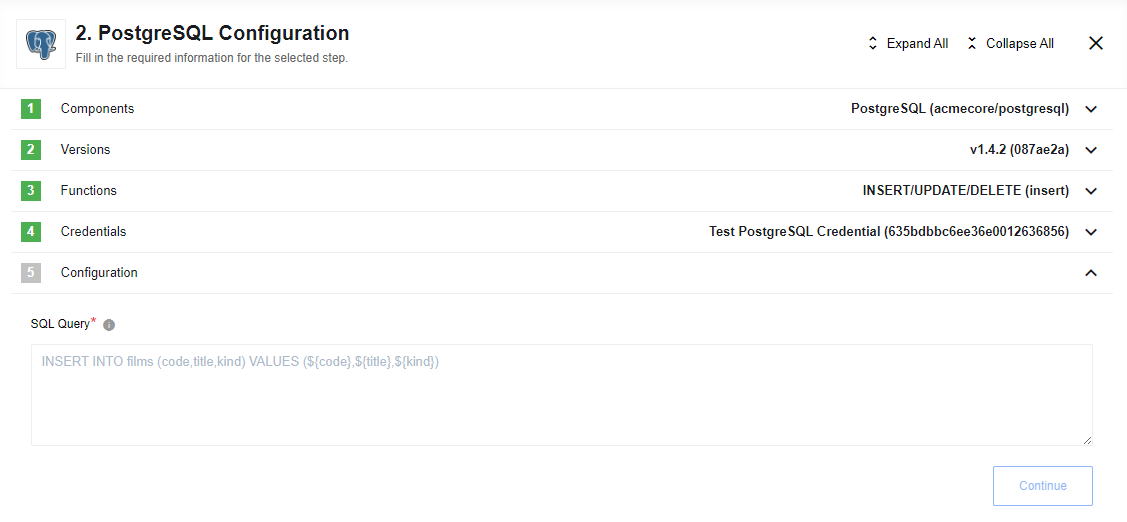 2. PostgreSQL Configuration
Fill in the required information for the selected step.
Expand All
Collapse All
1 Components PostgreSQL (acmecore/postgresql)
2 Versions v1.4.2 (087ae2a)
3 Functions INSERT/UPDATE/DELETE (insert)
4 Credentials Test PostgreSQL Credential (635bdbbc6ee36e0012636856)
5 Configuration
SQL Query*
INSERT INTO films (code,title,kind) VALUES (${code},${title},${kind})
Continue